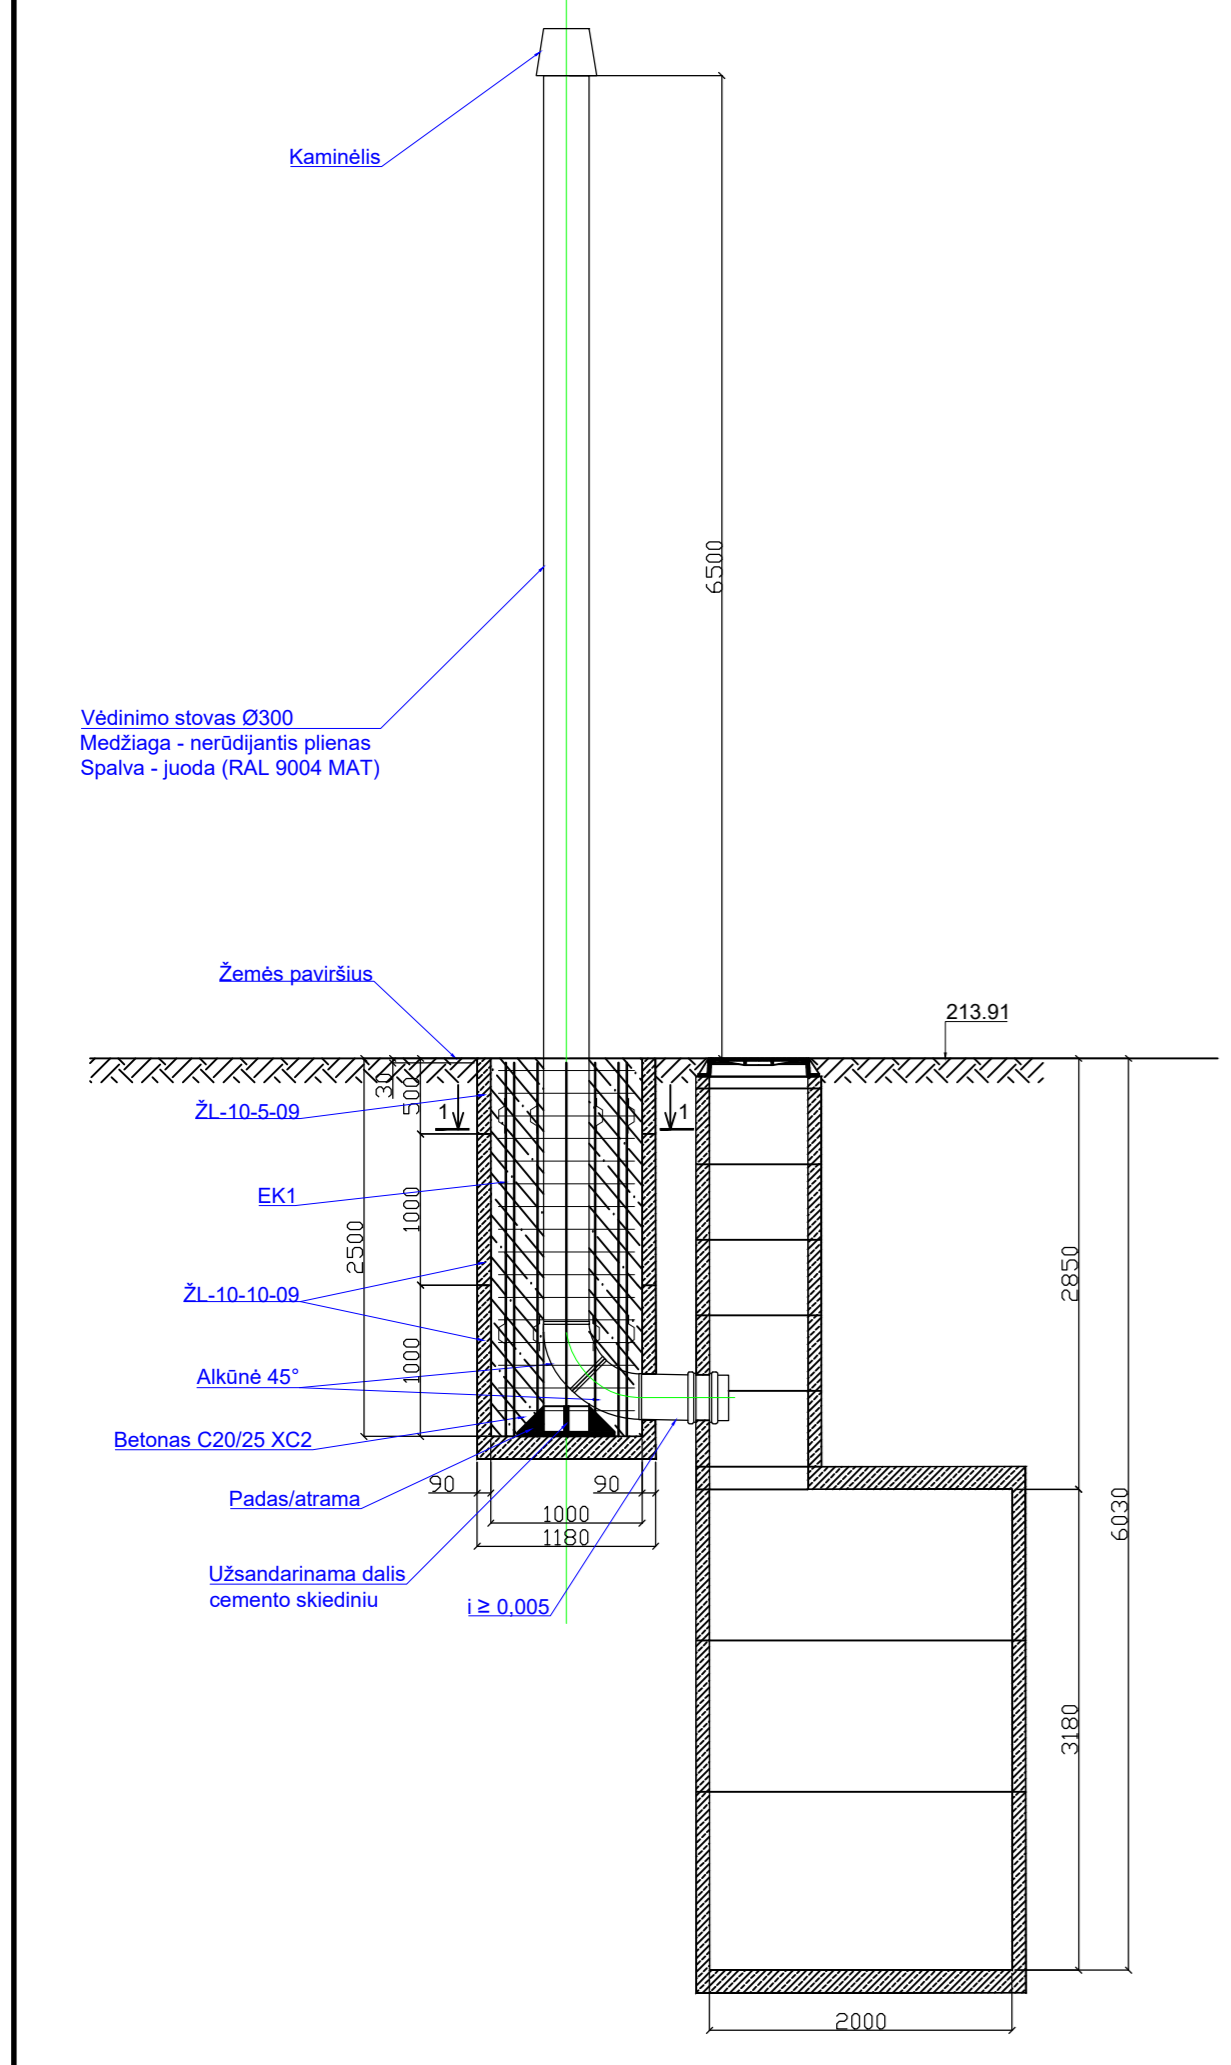 Kaminėlis
6500
Vėdinimo stovas Ø300
Medžiaga - nerūdijantis plienas
Spalva - juoda (RAL 9004 MAT)
Žemės paviršius
213.91
30
500
ŽL-10-5-09
1
1
EK1
1000
2500
2850
ŽL-10-10-09
1000
Alkūnė 45°
Betonas C20/25 XC2
90
90
Padas/atrama
1000
6030
1180
Užsandarinama dalis
cemento skiediniu
i ≥ 0,005
3180
2000